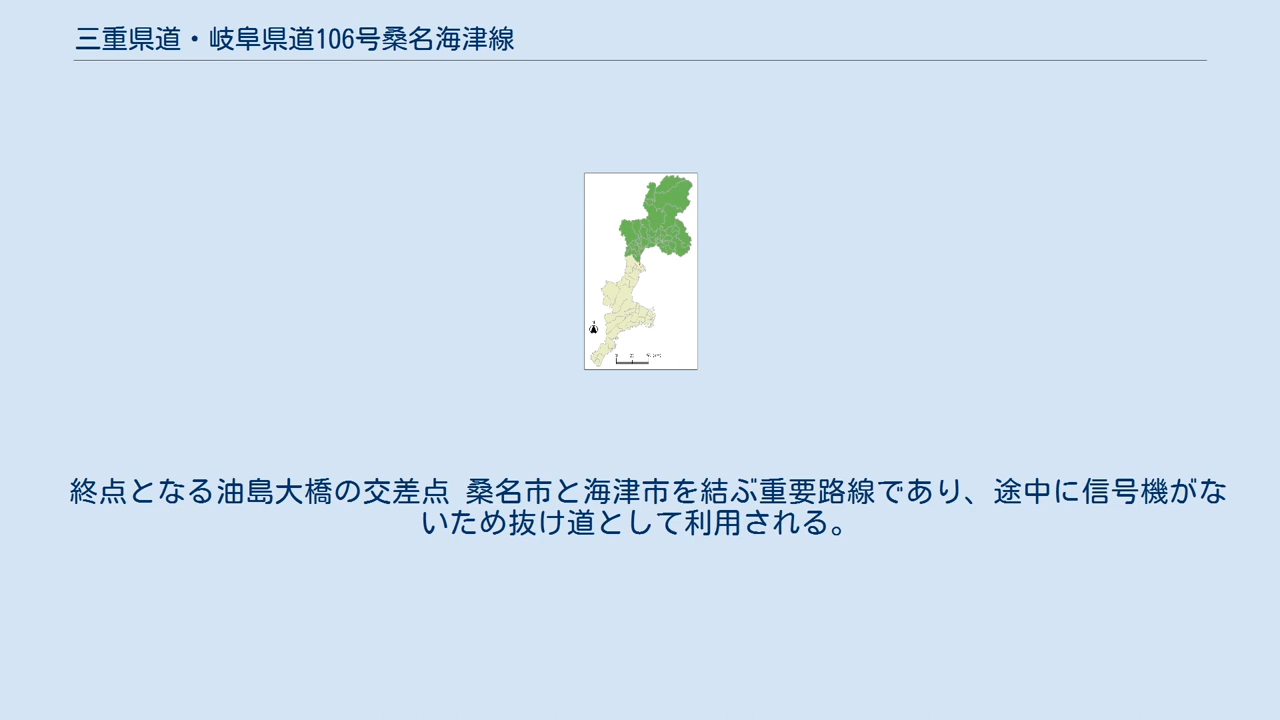 三重県道・岐阜県道106号桑名海津線
終点となる油島大橋の交差点 桑名市と海津市を結ぶ重要路線であり、途中に信号機がな
いため抜け道として利用される。